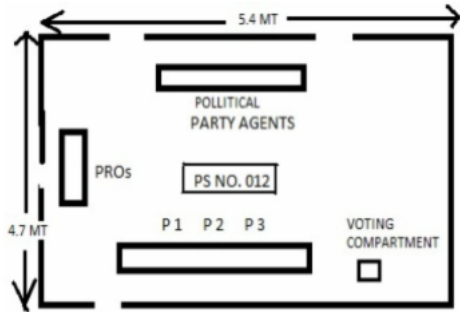 5.4 MT
POLLITICAL
PARTY AGENTS
PROs
PS NO. 012
4.7 MT
P 1 P 2 P 3
VOTING
COMPARTMENT